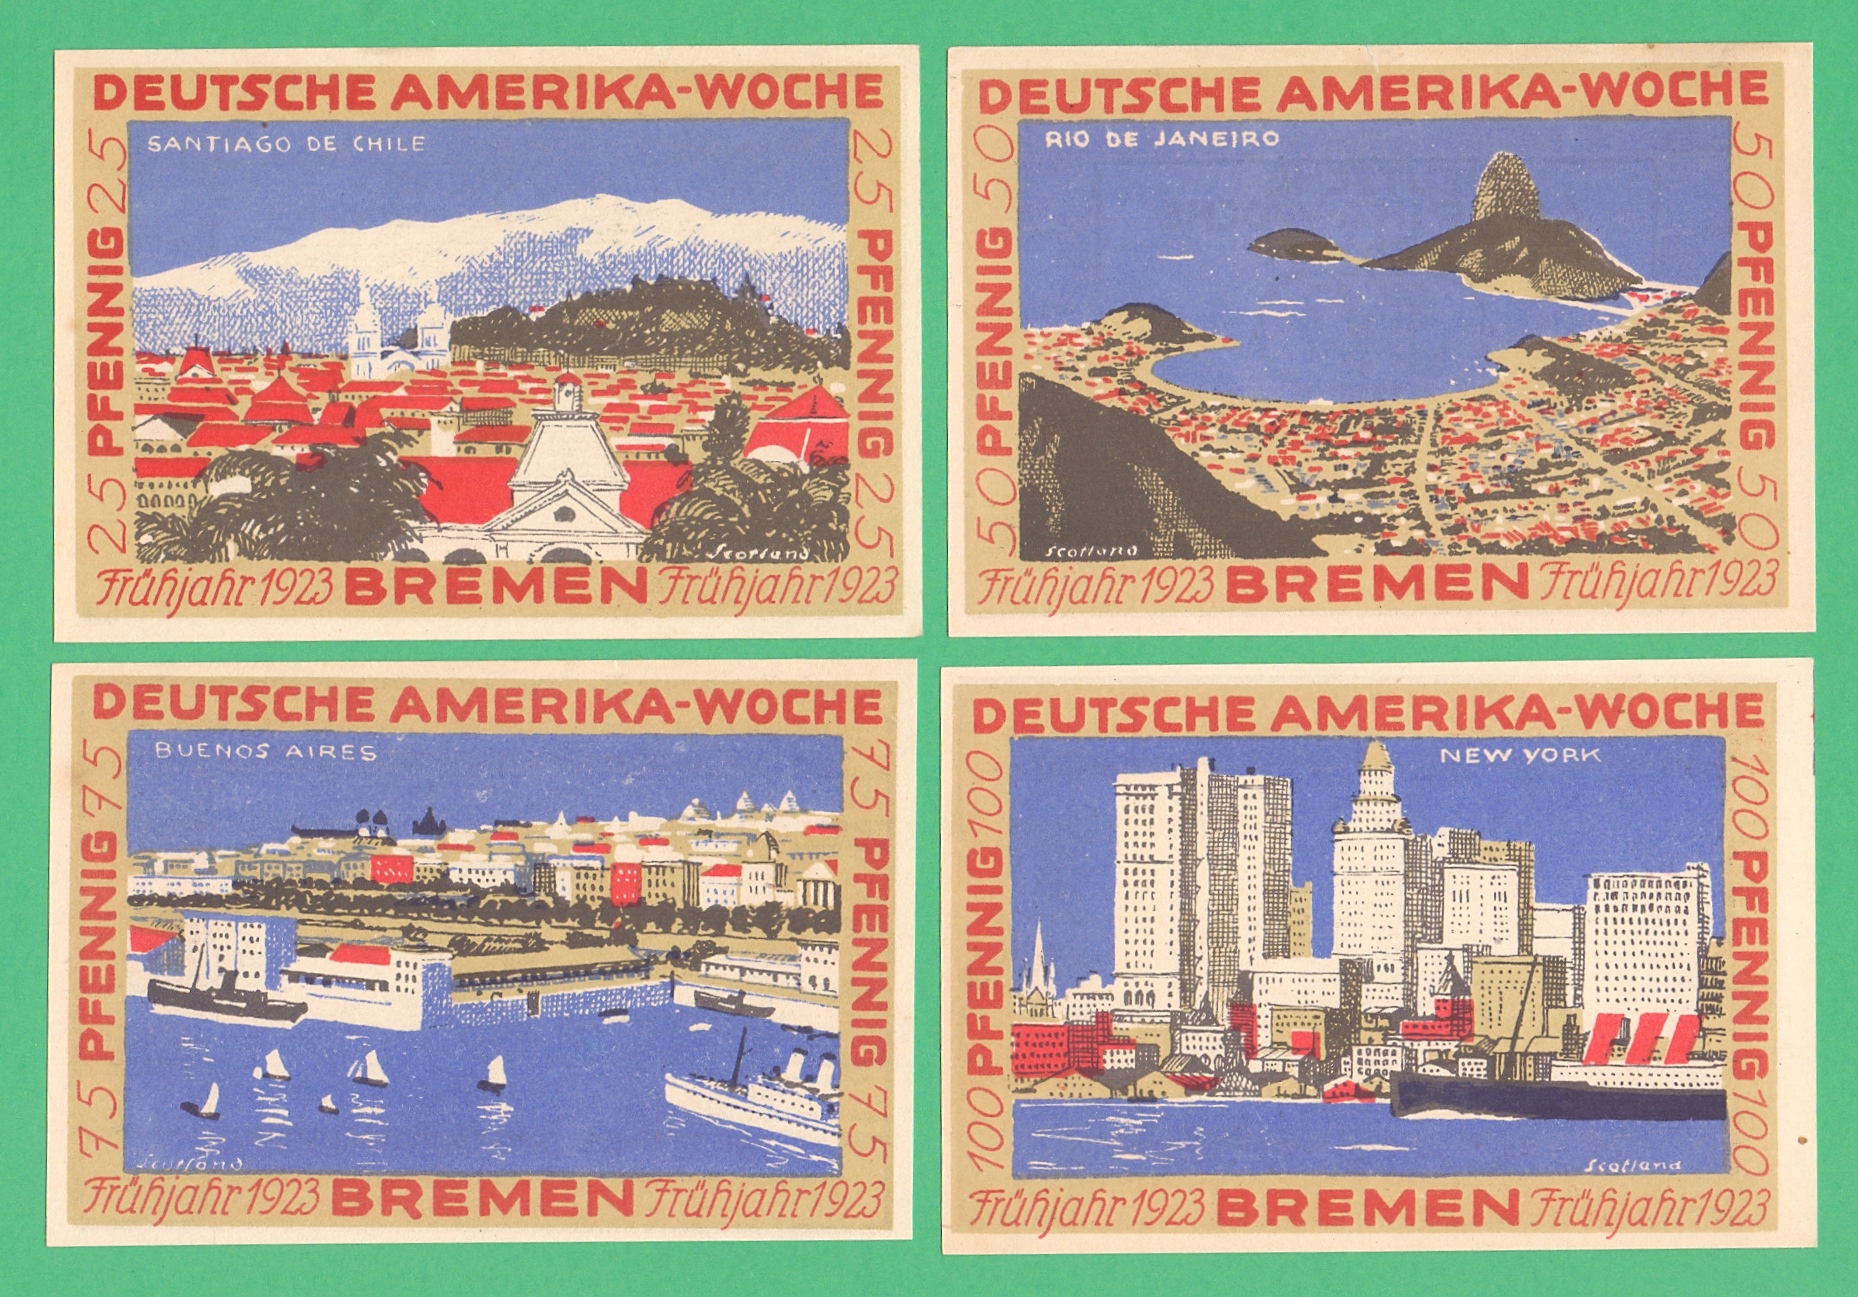 DEUTSCHE AMERIKA-WOCHE
25 PFENNIG 25
SANTIAGO DE CHILE
25 PFENNIG 25
Scotland
Frühjahr 1923 BREMEN Frühjahr 1923
DEUTSCHE AMERIKA-WOCHE
50 PFENNIG 50
RIO DE JANEIRO
50 PFENNIG 50
Scotland
Frühjahr 1923 BREMEN Frühjahr 1923
DEUTSCHE AMERIKA-WOCHE
75 PFENNIG 75
BUENOS AIRES
75 PFENNIG 75
Scotland
Frühjahr 1923 BREMEN Frühjahr 1923
DEUTSCHE AMERIKA-WOCHE
100 PFENNIG 100
NEW YORK
100 PFENNIG 100
Scotland
Frühjahr 1923 BREMEN Frühjahr 1923